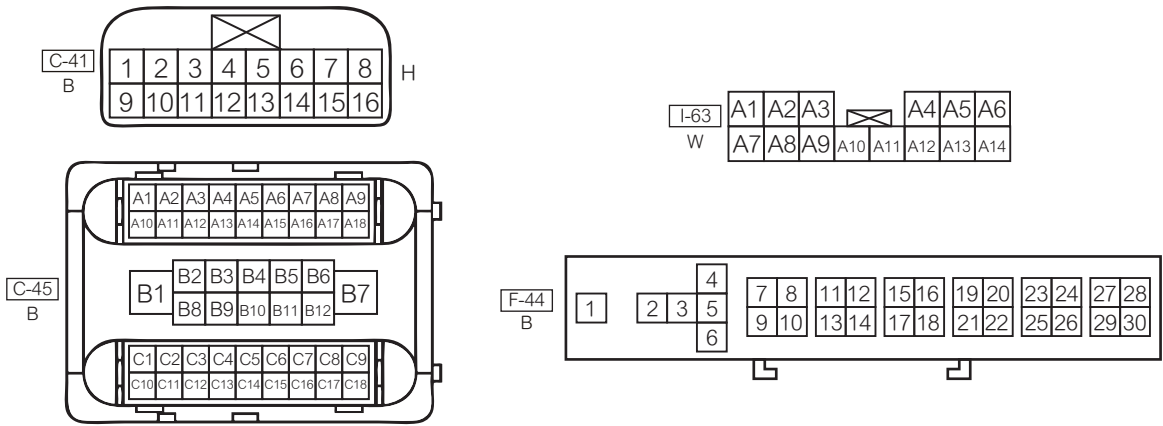 C-41
B
1 2 3 4 5 6 7 8
H
9 10 11 12 13 14 15 16
I-63
W
A1 A2 A3 A4 A5 A6
A7 A8 A9 A10 A11 A12 A13 A14
C-45
B
A1 A2 A3 A4 A5 A6 A7 A8 A9
A10 A11 A12 A13 A14 A15 A16 A17 A18
B1
B2 B3 B4 B5 B6
B7
B8 B9 B10 B11 B12
C1 C2 C3 C4 C5 C6 C7 C8 C9
C10 C11 C12 C13 C14 C15 C16 C17 C18
F-44
B
1
2 3
4
5
6
7 8 11 12 15 16 19 20 23 24 27 28
9 10 13 14 17 18 21 22 25 26 29 30